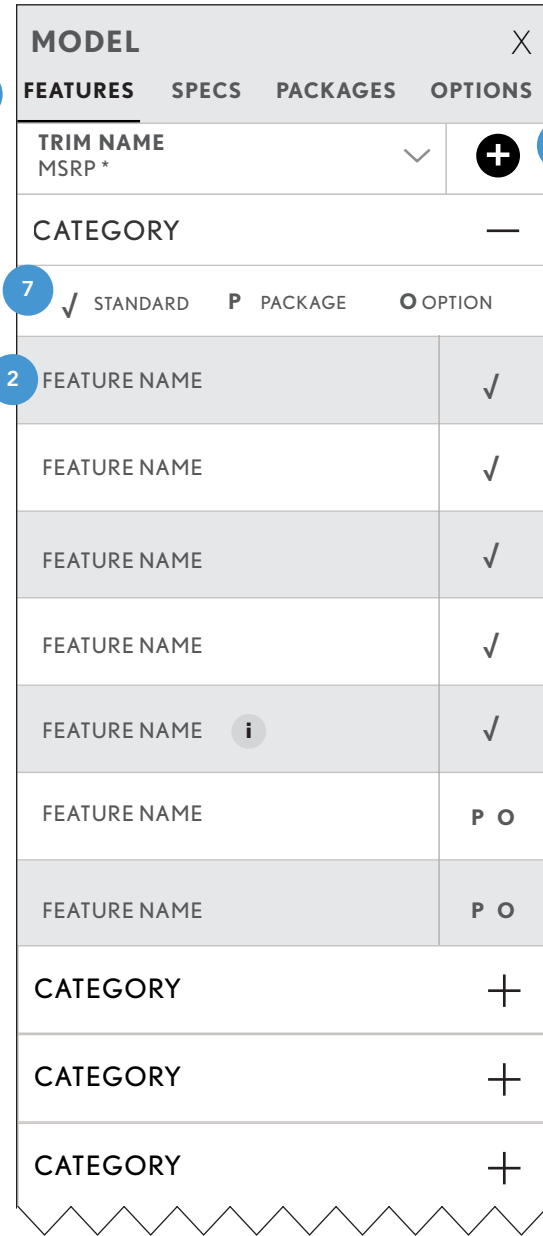 MODEL X
FEATURES SPECS PACKAGES OPTIONS
TRIM NAME
MSRP *
CATEGORY
7
√ STANDARD P PACKAGE O OPTION
2
FEATURE NAME √
FEATURE NAME √
FEATURE NAME √
FEATURE NAME √
FEATURE NAME i √
FEATURE NAME P O
FEATURE NAME P O
CATEGORY
CATEGORY
CATEGORY